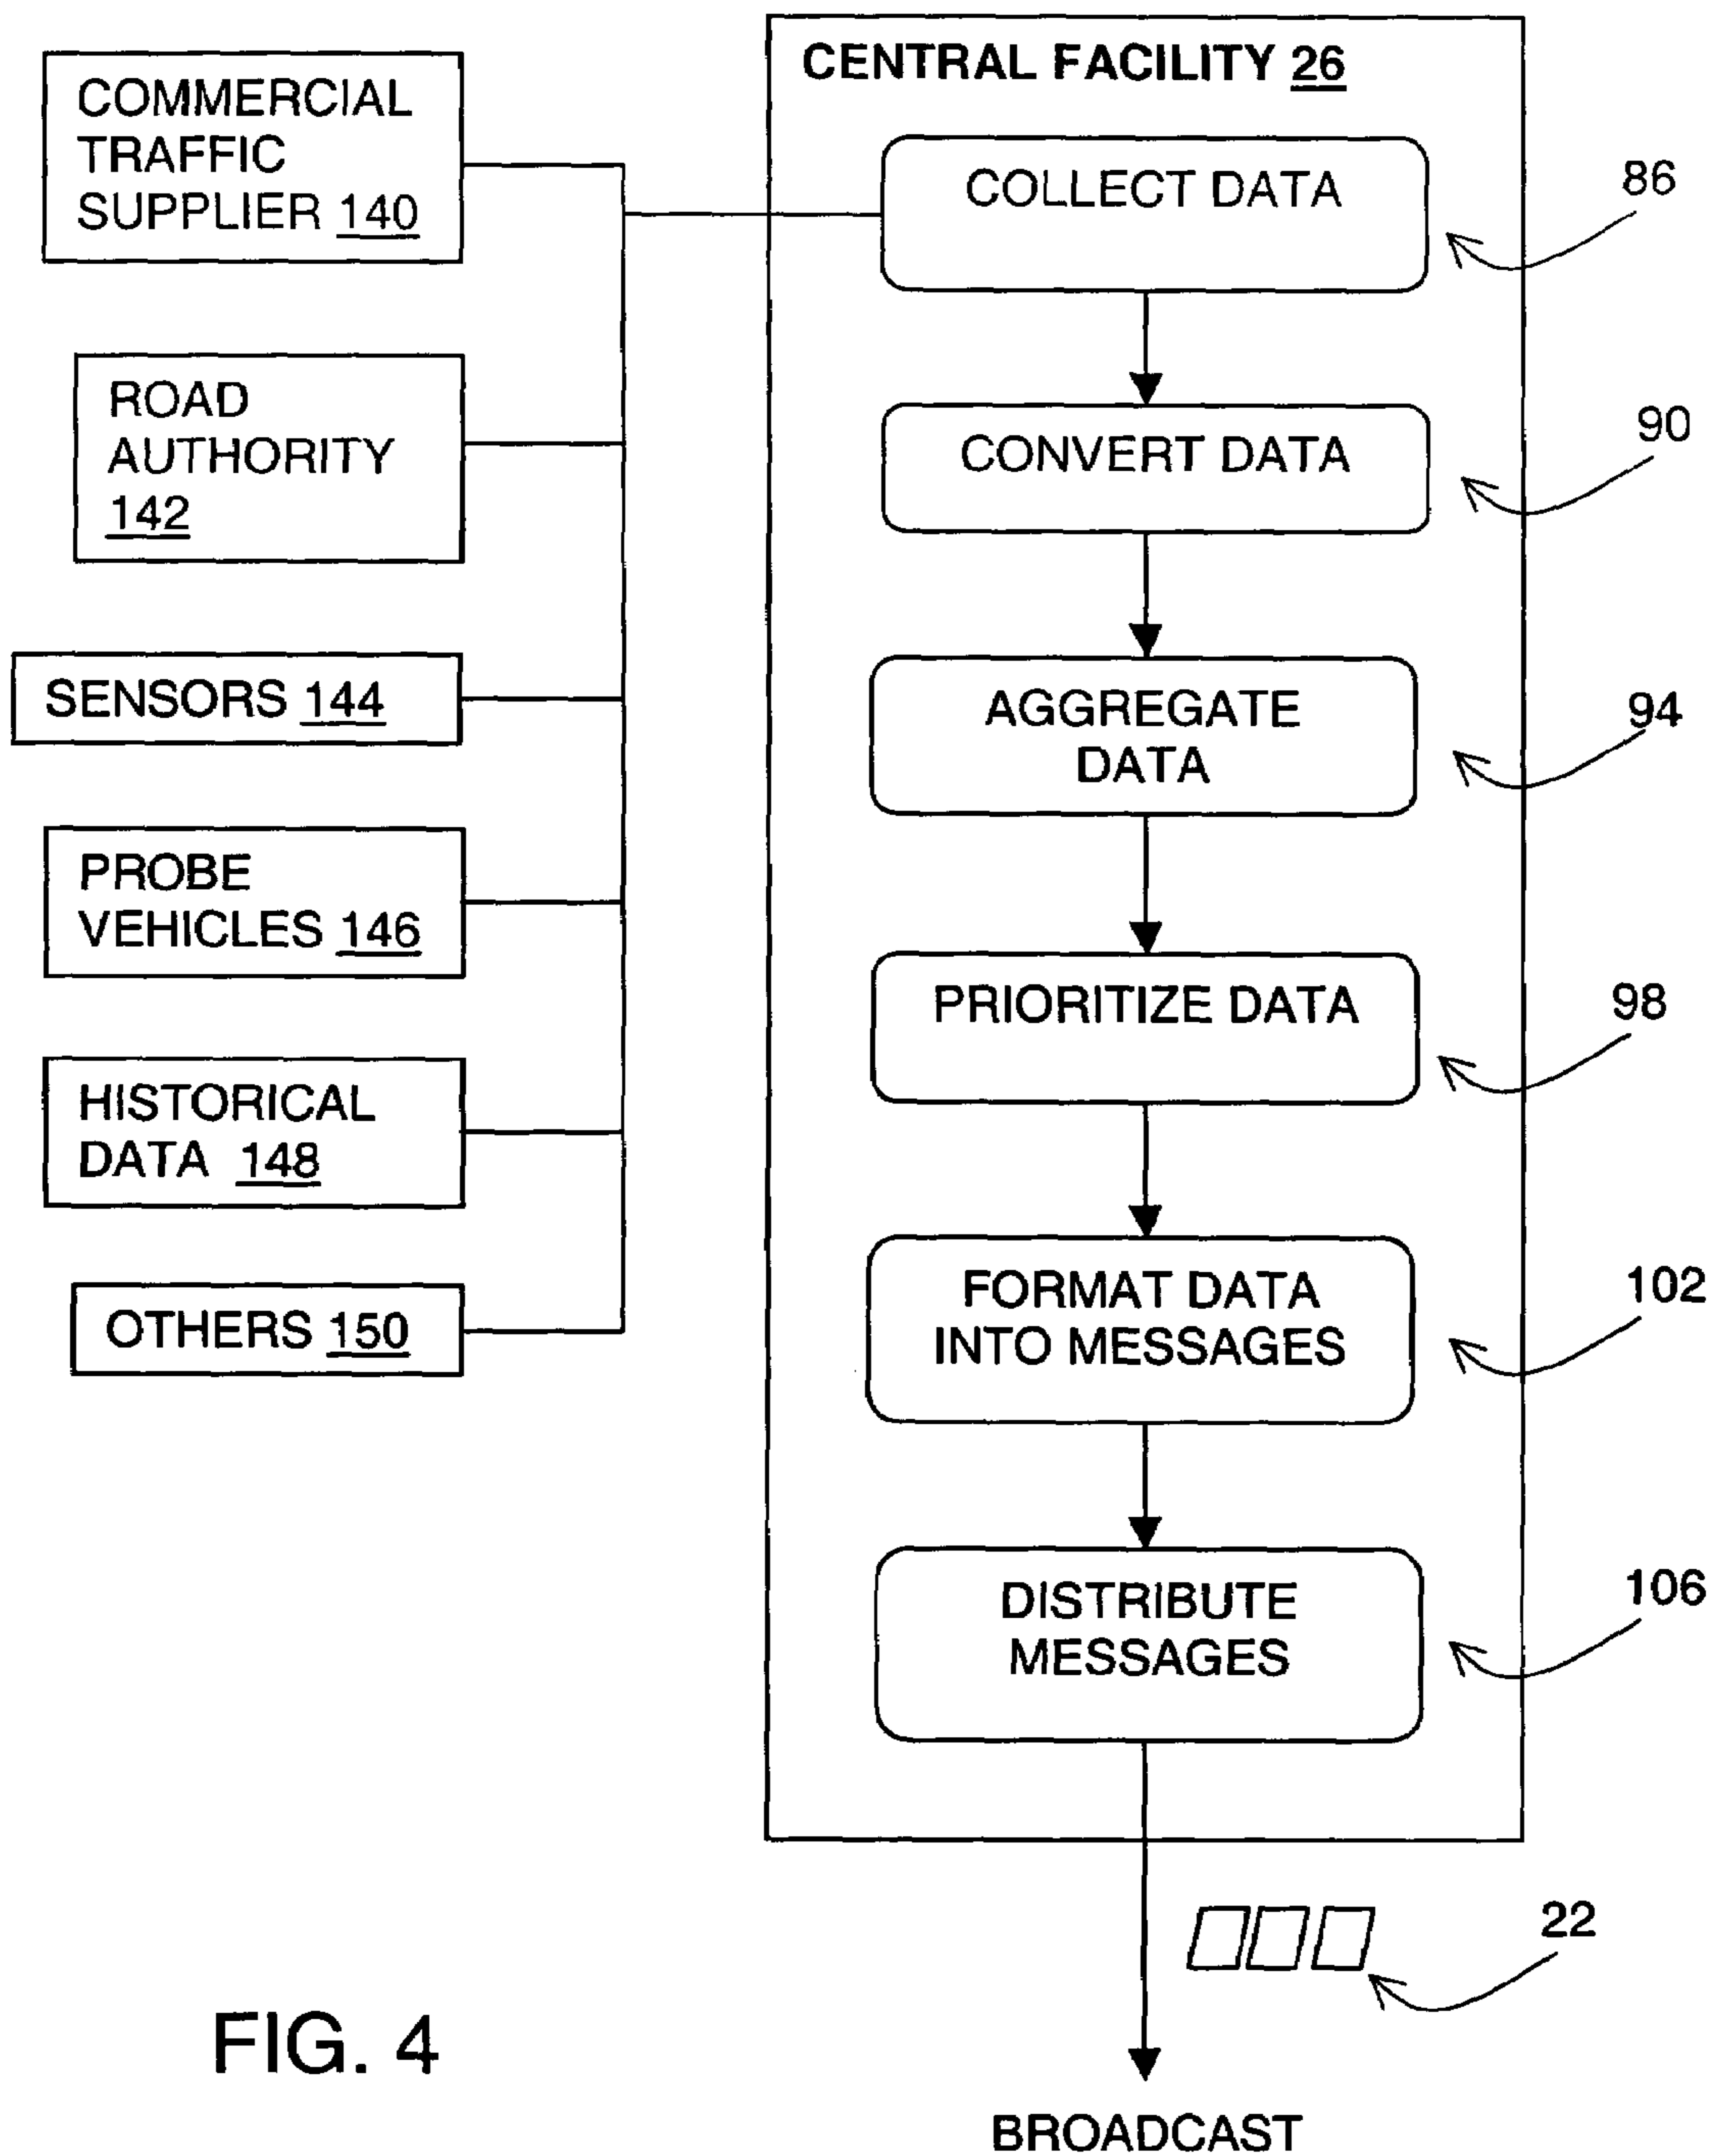 COMMERCIAL
TRAFFIC
SUPPLIER 140
ROAD
AUTHORITY
142
SENSORS 144
PROBE
VEHICLES 146
HISTORICAL
DATA 148
OTHERS 150
CENTRAL FACILITY 26
COLLECT DATA
86
CONVERT DATA
90
AGGREGATE
DATA
94
PRIORITIZE DATA
98
FORMAT DATA
INTO MESSAGES
102
DISTRIBUTE
MESSAGES
106
22
BROADCAST
FIG. 4